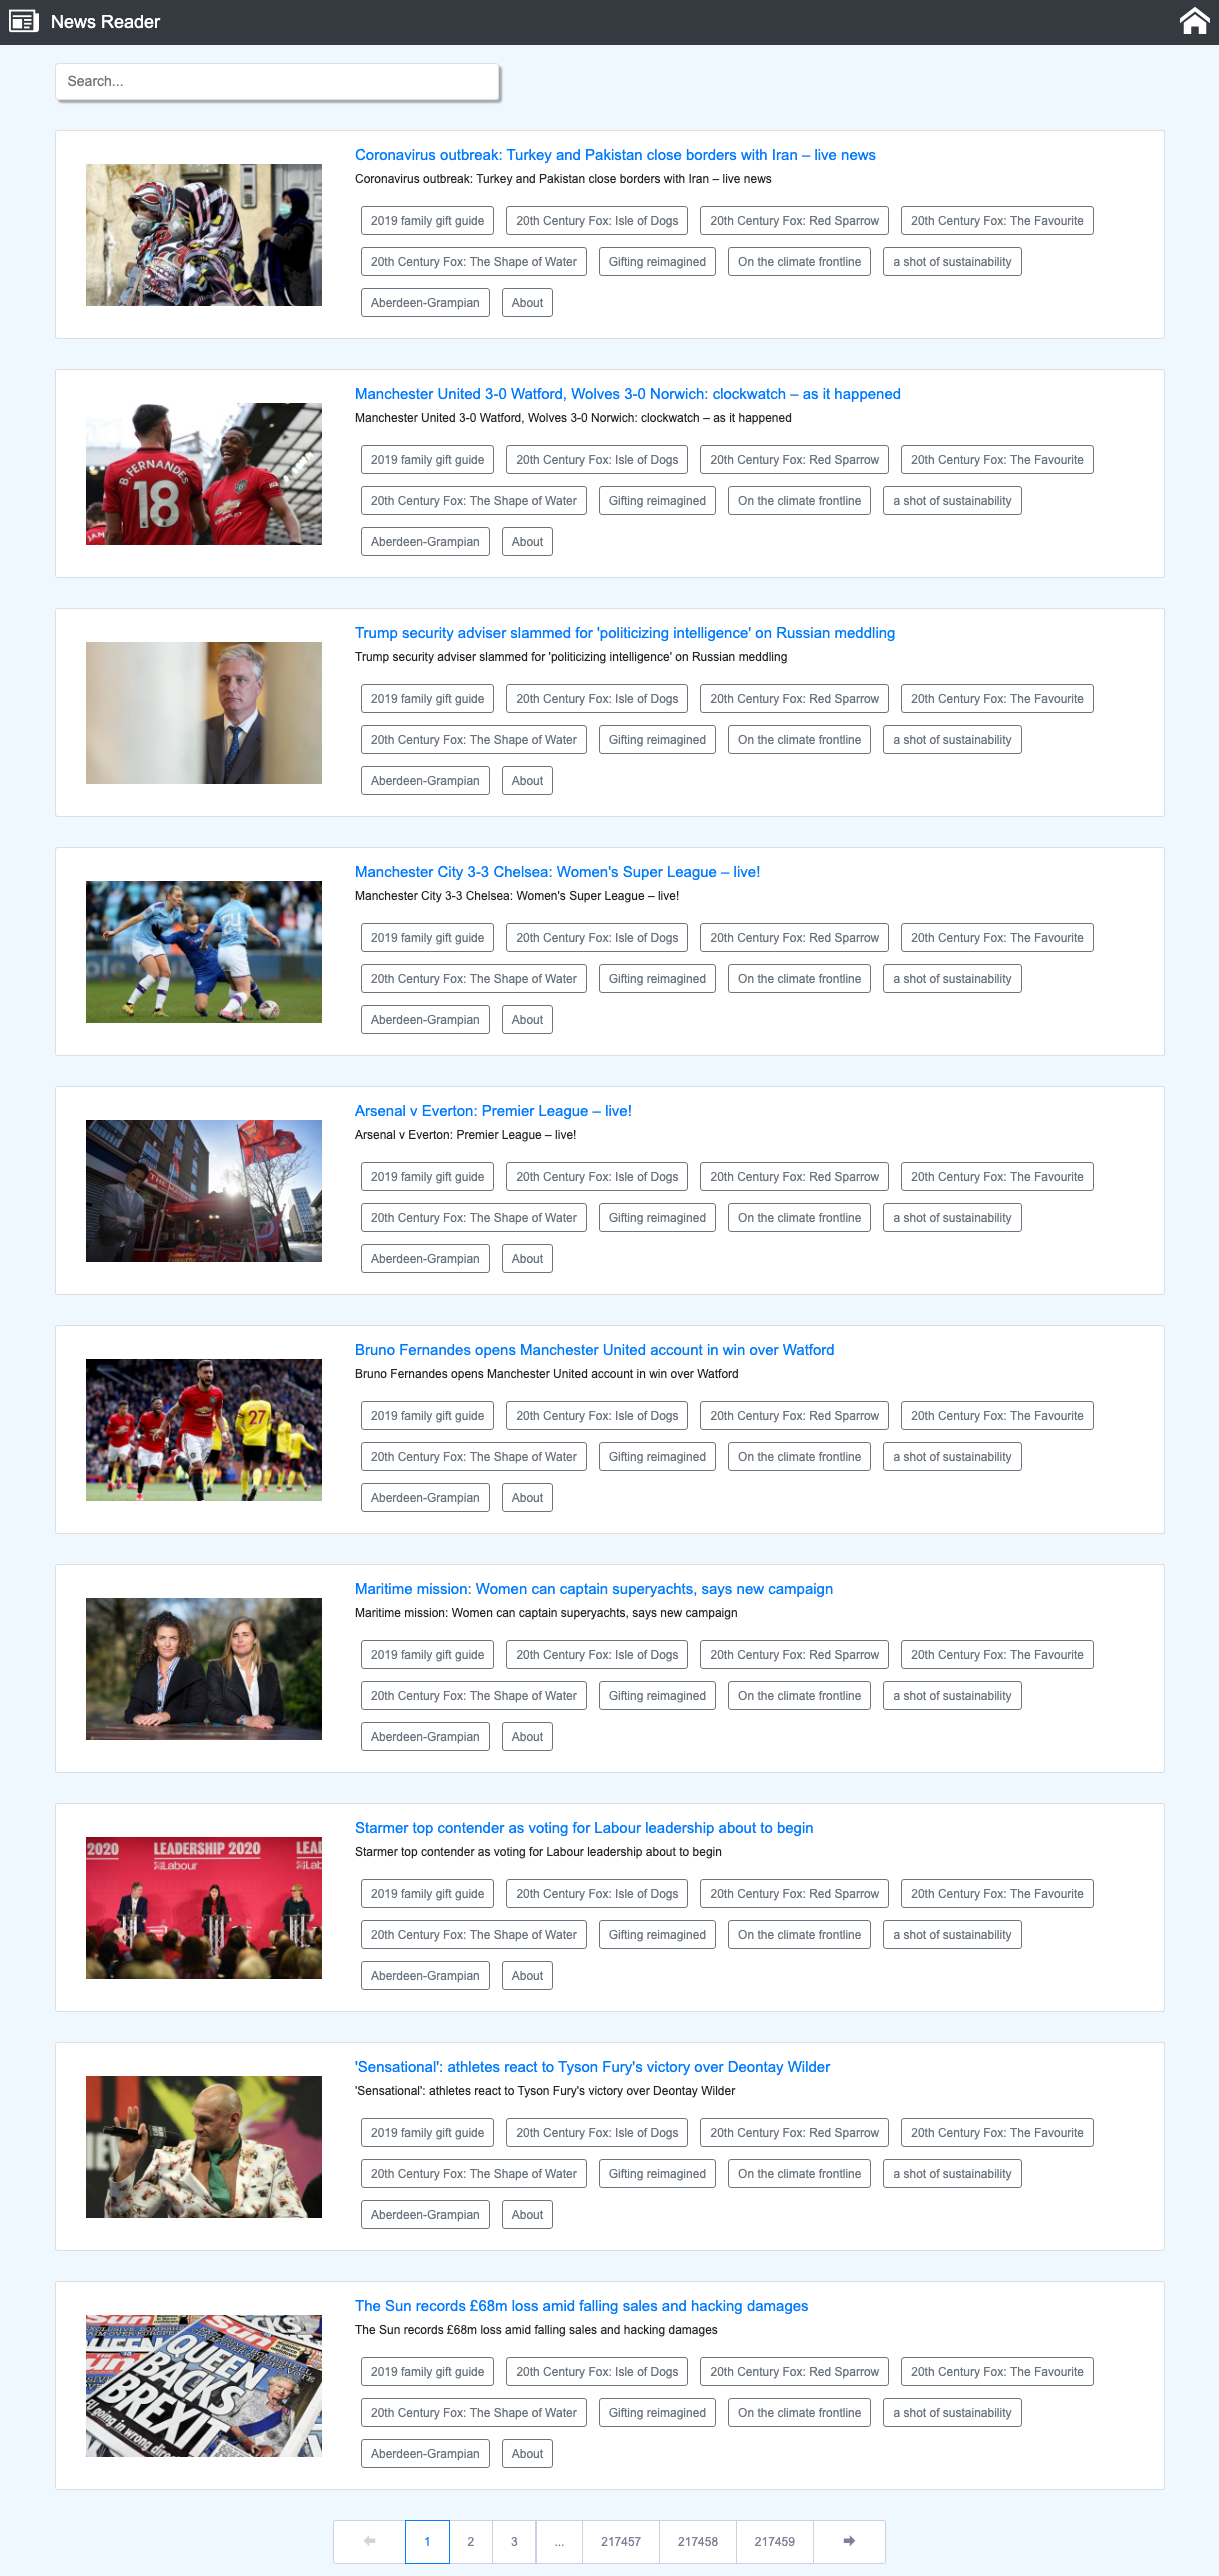 News Reader
Search...
Coronavirus outbreak: Turkey and Pakistan close borders with Iran – live news
Coronavirus outbreak: Turkey and Pakistan close borders with Iran – live news
2019 family gift guide 20th Century Fox: Isle of Dogs 20th Century Fox: Red Sparrow 20th Century Fox: The Favourite
20th Century Fox: The Shape of Water Gifting reimagined On the climate frontline a shot of sustainability
Aberdeen-Grampian About
Manchester United 3-0 Watford, Wolves 3-0 Norwich: clockwatch – as it happened
Manchester United 3-0 Watford, Wolves 3-0 Norwich: clockwatch – as it happened
B. FERNANDES
18
CHEVROLET
2019 family gift guide 20th Century Fox: Isle of Dogs 20th Century Fox: Red Sparrow 20th Century Fox: The Favourite
20th Century Fox: The Shape of Water Gifting reimagined On the climate frontline a shot of sustainability
Aberdeen-Grampian About
Trump security adviser slammed for 'politicizing intelligence' on Russian meddling
Trump security adviser slammed for 'politicizing intelligence' on Russian meddling
2019 family gift guide 20th Century Fox: Isle of Dogs 20th Century Fox: Red Sparrow 20th Century Fox: The Favourite
20th Century Fox: The Shape of Water Gifting reimagined On the climate frontline a shot of sustainability
Aberdeen-Grampian About
Manchester City 3-3 Chelsea: Women's Super League – live!
Manchester City 3-3 Chelsea: Women's Super League – live!
2019 family gift guide 20th Century Fox: Isle of Dogs 20th Century Fox: Red Sparrow 20th Century Fox: The Favourite
20th Century Fox: The Shape of Water Gifting reimagined On the climate frontline a shot of sustainability
Aberdeen-Grampian About
Arsenal v Everton: Premier League – live!
Arsenal v Everton: Premier League – live!
2019 family gift guide 20th Century Fox: Isle of Dogs 20th Century Fox: Red Sparrow 20th Century Fox: The Favourite
20th Century Fox: The Shape of Water Gifting reimagined On the climate frontline a shot of sustainability
Aberdeen-Grampian About
Bruno Fernandes opens Manchester United account in win over Watford
Bruno Fernandes opens Manchester United account in win over Watford
27
2019 family gift guide 20th Century Fox: Isle of Dogs 20th Century Fox: Red Sparrow 20th Century Fox: The Favourite
20th Century Fox: The Shape of Water Gifting reimagined On the climate frontline a shot of sustainability
Aberdeen-Grampian About
Maritime mission: Women can captain superyachts, says new campaign
Maritime mission: Women can captain superyachts, says new campaign
2019 family gift guide 20th Century Fox: Isle of Dogs 20th Century Fox: Red Sparrow 20th Century Fox: The Favourite
20th Century Fox: The Shape of Water Gifting reimagined On the climate frontline a shot of sustainability
Aberdeen-Grampian About
Starmer top contender as voting for Labour leadership about to begin
Starmer top contender as voting for Labour leadership about to begin
2020 LEADERSHIP 2020 LEAD
Labour Lab
2019 family gift guide 20th Century Fox: Isle of Dogs 20th Century Fox: Red Sparrow 20th Century Fox: The Favourite
20th Century Fox: The Shape of Water Gifting reimagined On the climate frontline a shot of sustainability
Aberdeen-Grampian About
'Sensational': athletes react to Tyson Fury's victory over Deontay Wilder
'Sensational': athletes react to Tyson Fury's victory over Deontay Wilder
2019 family gift guide 20th Century Fox: Isle of Dogs 20th Century Fox: Red Sparrow 20th Century Fox: The Favourite
20th Century Fox: The Shape of Water Gifting reimagined On the climate frontline a shot of sustainability
Aberdeen-Grampian About
The Sun records £68m loss amid falling sales and hacking damages
The Sun records £68m loss amid falling sales and hacking damages
Sun
QUEEN
BACKS
BREXIT
going in wrong
2019 family gift guide 20th Century Fox: Isle of Dogs 20th Century Fox: Red Sparrow 20th Century Fox: The Favourite
20th Century Fox: The Shape of Water Gifting reimagined On the climate frontline a shot of sustainability
Aberdeen-Grampian About
1 2 3 ... 217457 217458 217459